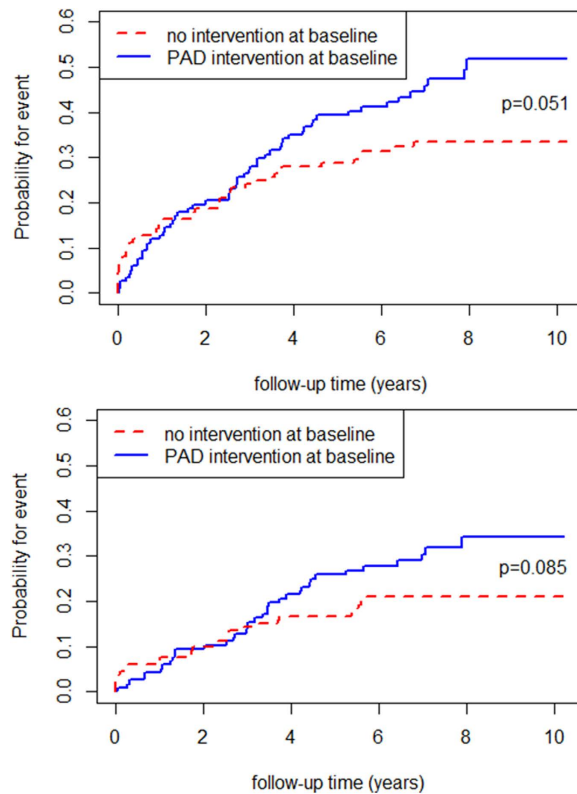 no intervention at baseline
PAD intervention at baseline
p=0.051
Probability for event
0.0 0.1 0.2 0.3 0.4 0.5 0.6
0 2 4 6 8 10
follow-up time (years)
no intervention at baseline
PAD intervention at baseline
p=0.085
Probability for event
0.0 0.1 0.2 0.3 0.4 0.5 0.6
0 2 4 6 8 10
follow-up time (years)